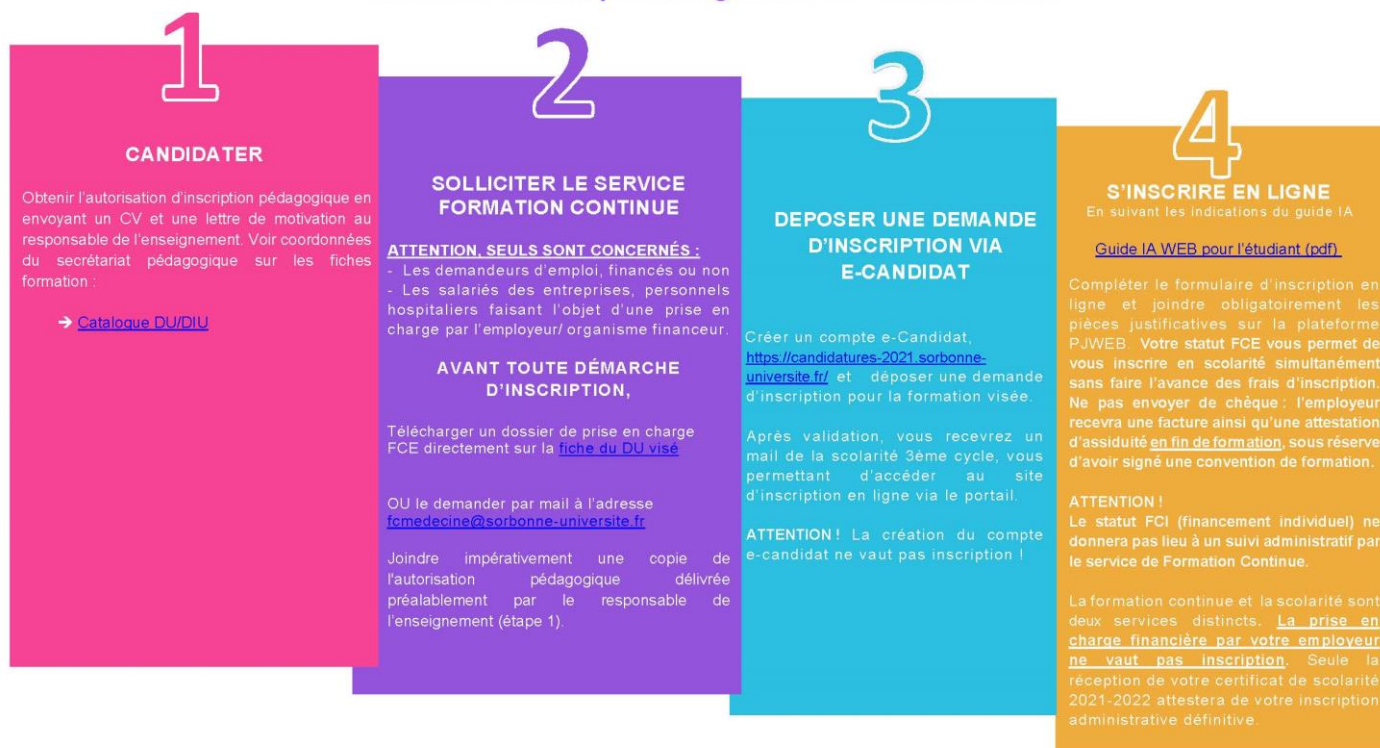 1
CANDIDATER
Obtenir l'autorisation d'inscription pédagogique en
envoyant un CV et une lettre de motivation au
responsable de l'enseignement. Voir coordonnées
du secrétariat pédagogique sur les fiches
formation :
➔ Catalogue DU/DIU
2
SOLLICITER LE SERVICE
FORMATION CONTINUE
ATTENTION, SEULS SONT CONCERNÉS :
- Les demandeurs d'emploi, financés ou non
- Les salariés des entreprises, personnels
hospitaliers faisant l'objet d'une prise en
charge par l'employeur/ organisme financeur.
AVANT TOUTE DÉMARCHE
D'INSCRIPTION,
Télécharger un dossier de prise en charge
FCE directement sur la fiche du DU visé
OU le demander par mail à l'adresse
fcmedecine@sorbonne-universite.fr
Joindre impérativement une copie de
l'autorisation pédagogique délivrée
préalablement par le responsable de
l'enseignement (étape 1).
3
DEPOSER UNE DEMANDE
D'INSCRIPTION VIA
E-CANDIDAT
Créer un compte e-Candidat,
https://candidatures-2021.sorbonne-
universite.fr/ et déposer une demande
d'inscription pour la formation visée.
Après validation, vous recevrez un
mail de la scolarité 3ème cycle, vous
permettant d'accéder au site
d'inscription en ligne via le portail.
ATTENTION ! La création du compte
e-candidat ne vaut pas inscription !
4
S'INSCRIRE EN LIGNE
En suivant les indications du guide IA
Guide IA WEB pour l'étudiant (pdf)
Compléter le formulaire d'inscription en
ligne et joindre obligatoirement les
pièces justificatives sur la plateforme
PJWEB. Votre statut FCE vous permet de
vous inscrire en scolarité simultanément
sans faire l'avance des frais d'inscription.
Ne pas envoyer de chèque : l'employeur
recevra une facture ainsi qu'une attestation
d'assiduité en fin de formation, sous réserve
d'avoir signé une convention de formation.
ATTENTION !
Le statut FCI (financement individuel) ne
donnera pas lieu à un suivi administratif par
le service de Formation Continue.
La formation continue et la scolarité sont
deux services distincts. La prise en
charge financière par votre employeur
ne vaut pas inscription. Seule la
réception de votre certificat de scolarité
2021-2022 attestera de votre inscription
administrative définitive.